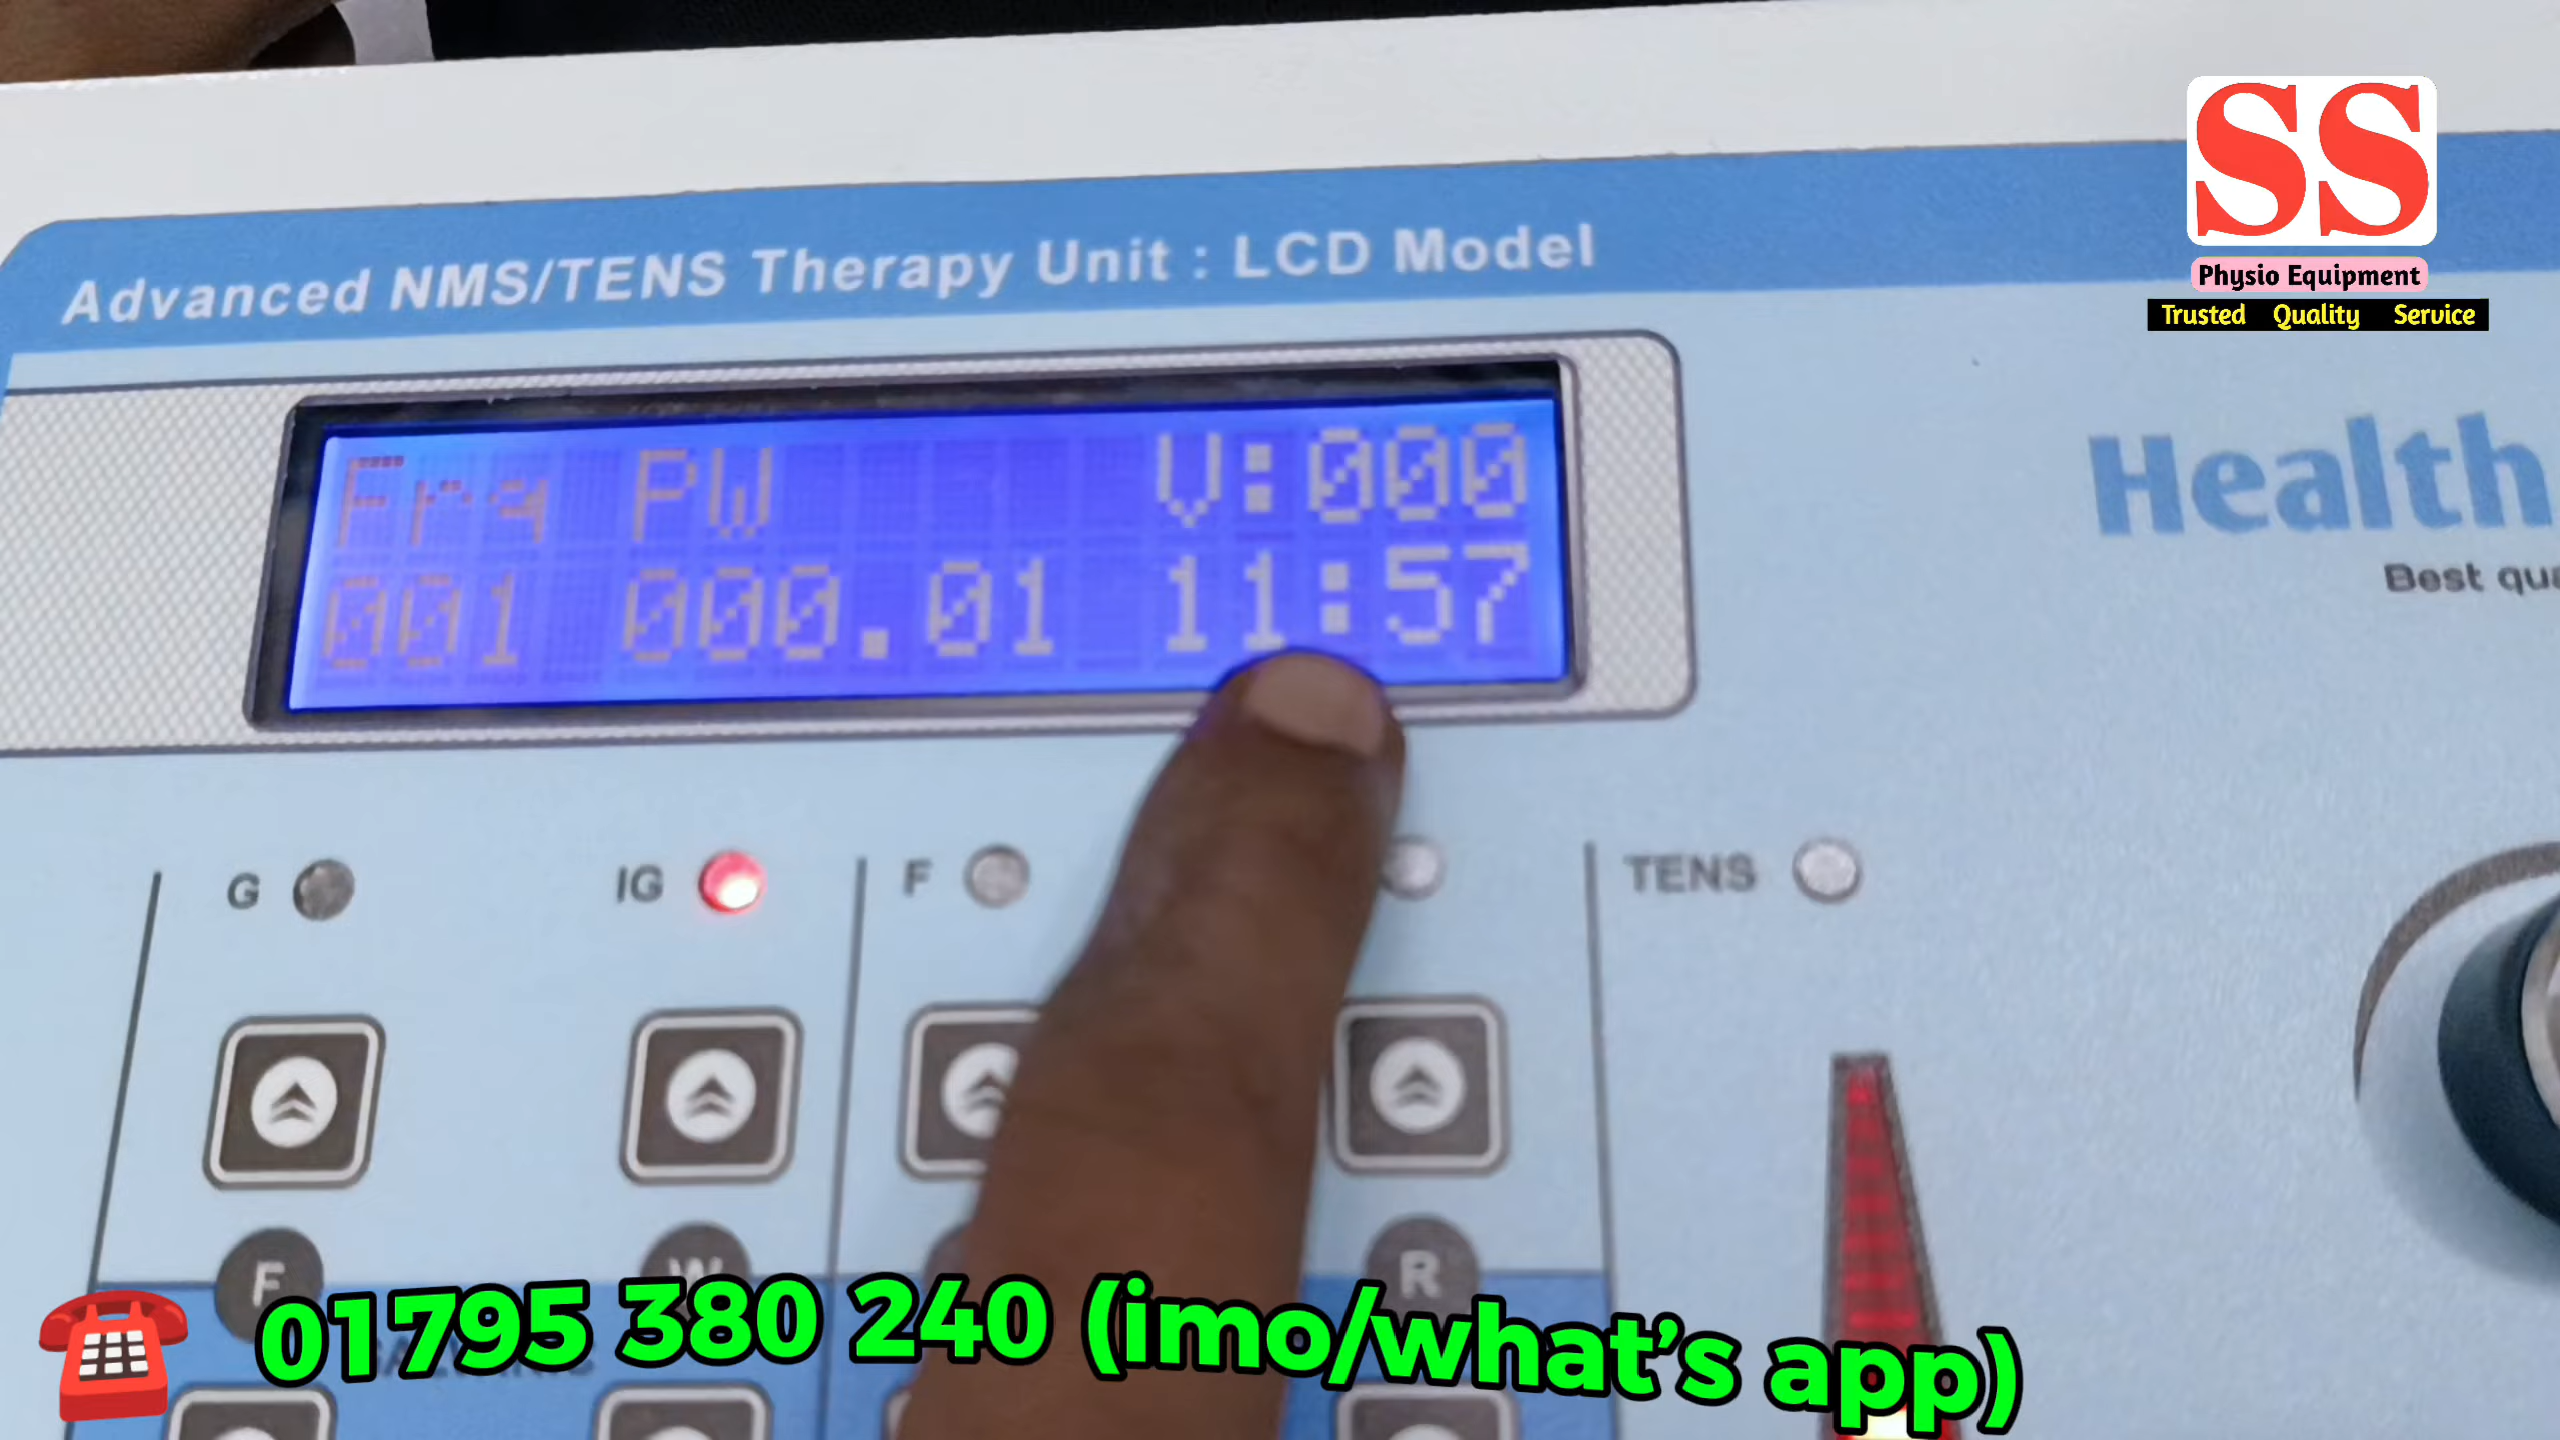 SS
Physio Equipment
Trusted Quality Service
Advanced NMS/TENS Therapy Unit : LCD Model
Frq PW V:000
001 000.01 11:57
Health
Best
G IG F TENS
F R
01795 380 240 (imo/what's app)